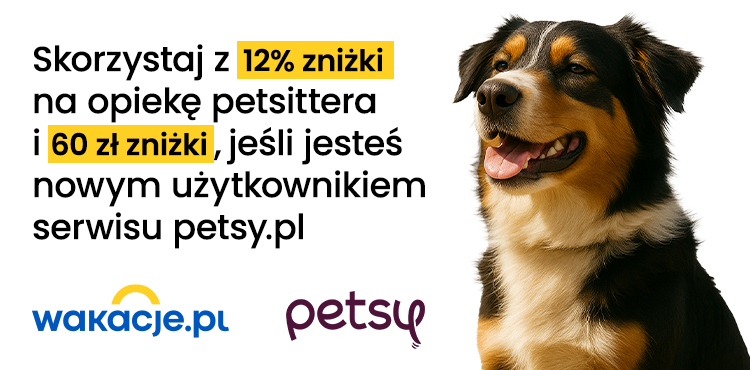 Skorzystaj z 12% zniżki
na opiekę petsittera
i 60 zł zniżki, jeśli jesteś
nowym użytkownikiem
serwisu petsy.pl
wakacje.pl petsy